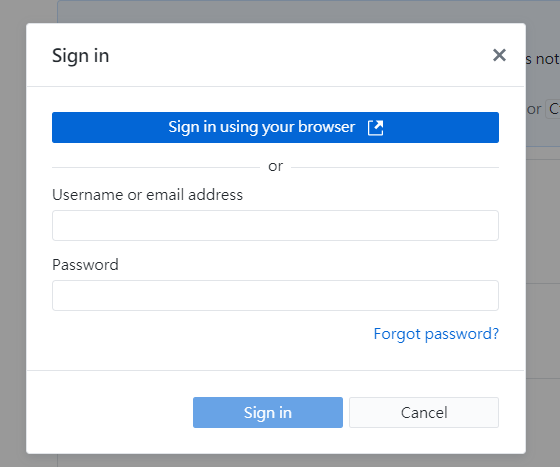 Sign in
s not
or C
Sign in using your browser
or
Username or email address
Password
Forgot password?
Sign in
Cancel